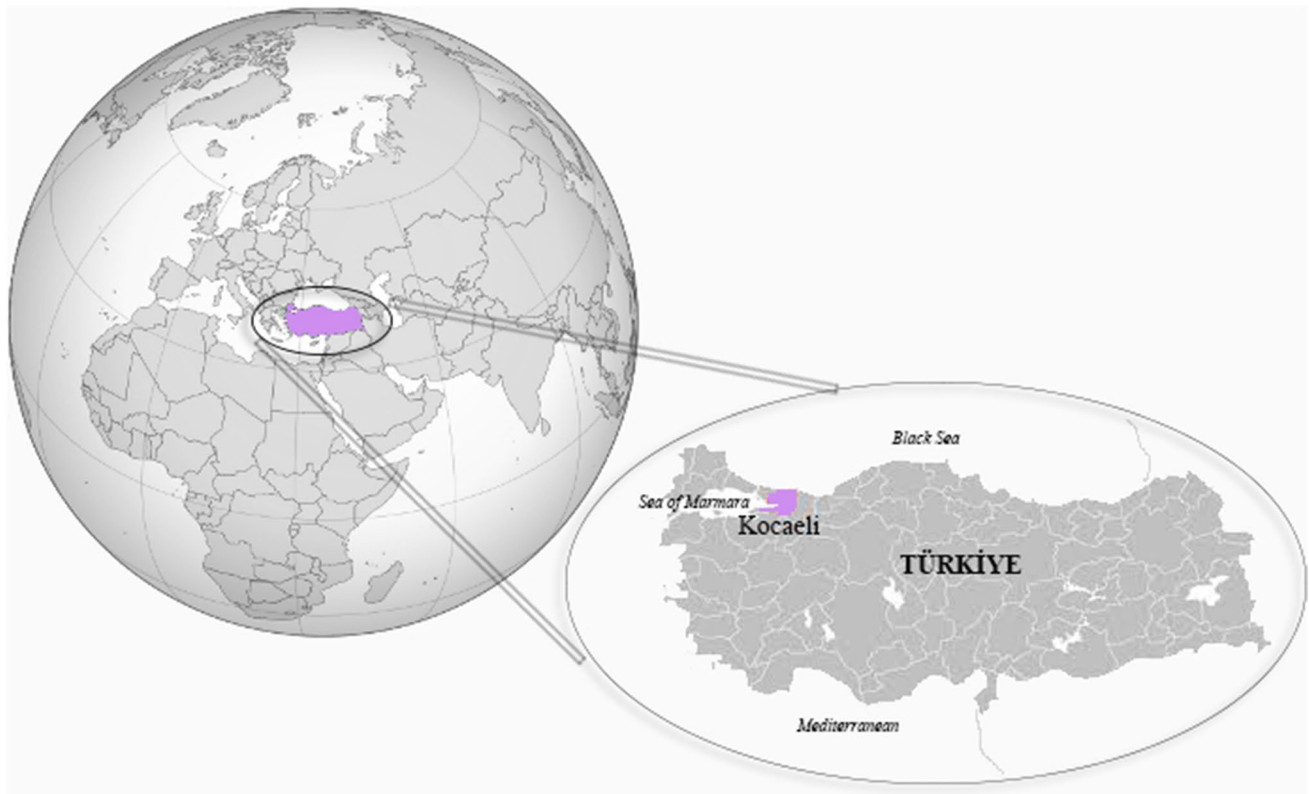 Black Sea
Sea of Marmara
Kocaeli
TÜRKİYE
Mediterranean